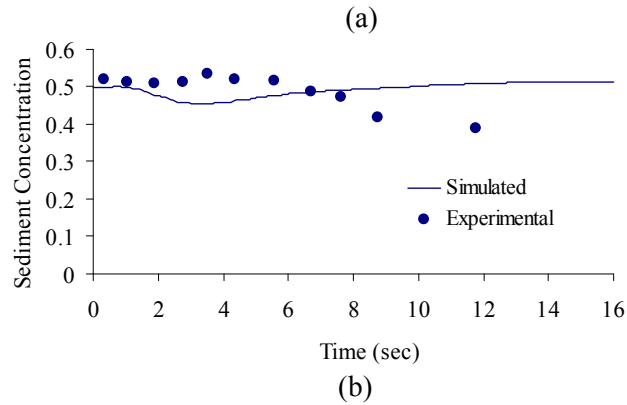 (a)
0.6
0.5
0.4
0.3
0.2
0.1
0
Sediment Concentration
Simulated
Experimental
0 2 4 6 8 10 12 14 16
Time (sec)
(b)